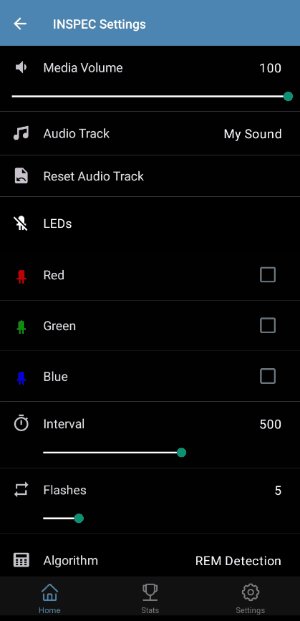 INSPEC Settings
Media Volume 100
Audio Track My Sound
Reset Audio Track
LEDs
Red
Green
Blue
Interval 500
Flashes 5
Algorithm REM Detection
Home Stats Settings